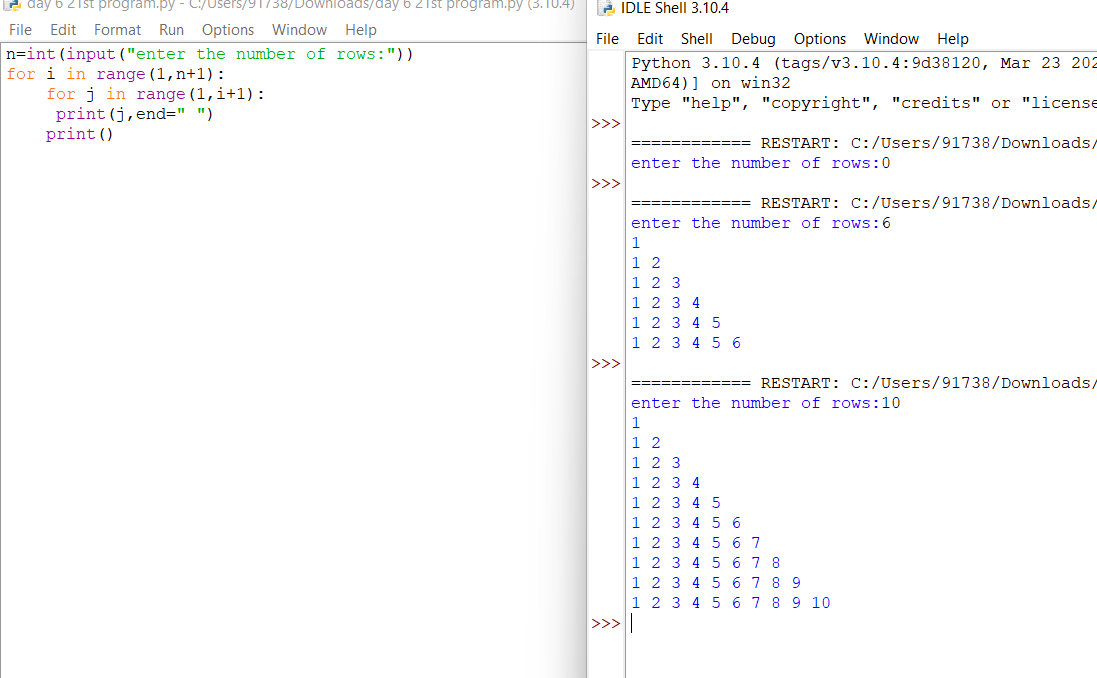 day 6 21st program.py - C:/Users/91738/Downloads/day 6 21st program.py (3.10.4)
File Edit Format Run Options Window Help
n=int(input("enter the number of rows:"))
for i in range(1,n+1):
    for j in range(1,i+1):
     print(j,end=" ")
    print()
IDLE Shell 3.10.4
File Edit Shell Debug Options Window Help
Python 3.10.4 (tags/v3.10.4:9d38120, Mar 23 202
AMD64)] on win32
Type "help", "copyright", "credits" or "license
>>>
============ RESTART: C:/Users/91738/Downloads/
enter the number of rows:0
>>>
============ RESTART: C:/Users/91738/Downloads/
enter the number of rows:6
1
1 2
1 2 3
1 2 3 4
1 2 3 4 5
1 2 3 4 5 6
>>>
============ RESTART: C:/Users/91738/Downloads/
enter the number of rows:10
1
1 2
1 2 3
1 2 3 4
1 2 3 4 5
1 2 3 4 5 6
1 2 3 4 5 6 7
1 2 3 4 5 6 7 8
1 2 3 4 5 6 7 8 9
1 2 3 4 5 6 7 8 9 10
>>>